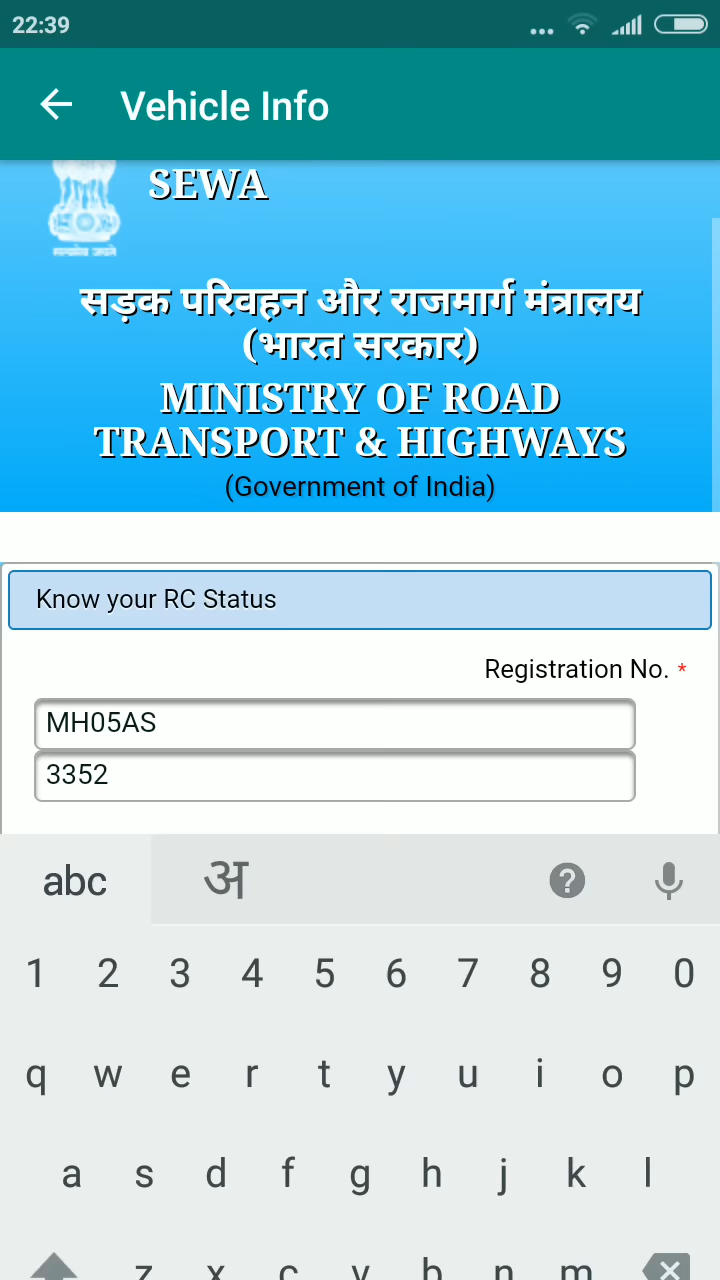 22:39
Vehicle Info
SEWA
सड़क परिवहन और राजमार्ग मंत्रालय
(भारत सरकार)
MINISTRY OF ROAD
TRANSPORT & HIGHWAYS
(Government of India)
Know your RC Status
Registration No. *
MH05AS
3352
abc अ ?
1 2 3 4 5 6 7 8 9 0
q w e r t y u i o p
a s d f g h j k l
z x c v b n m